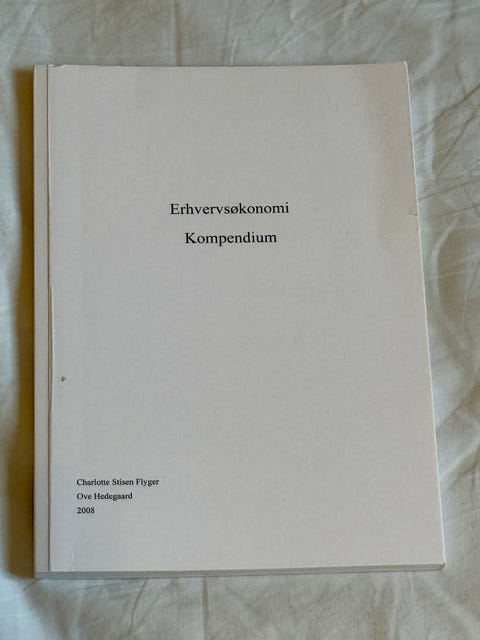 Erhvervsøkonomi
Kompendium
Charlotte Stisen Flyger
Ove Hedegaard
2008